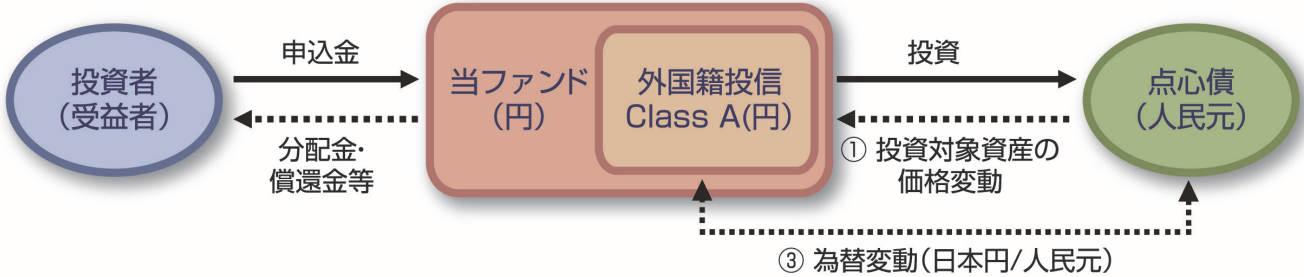 投資者
(受益者)
申込金
分配金・
償還金等
当ファンド
(円)
外国籍投信
Class A(円)
投資
① 投資対象資産の
価格変動
点心債
(人民元)
③ 為替変動(日本円/人民元)